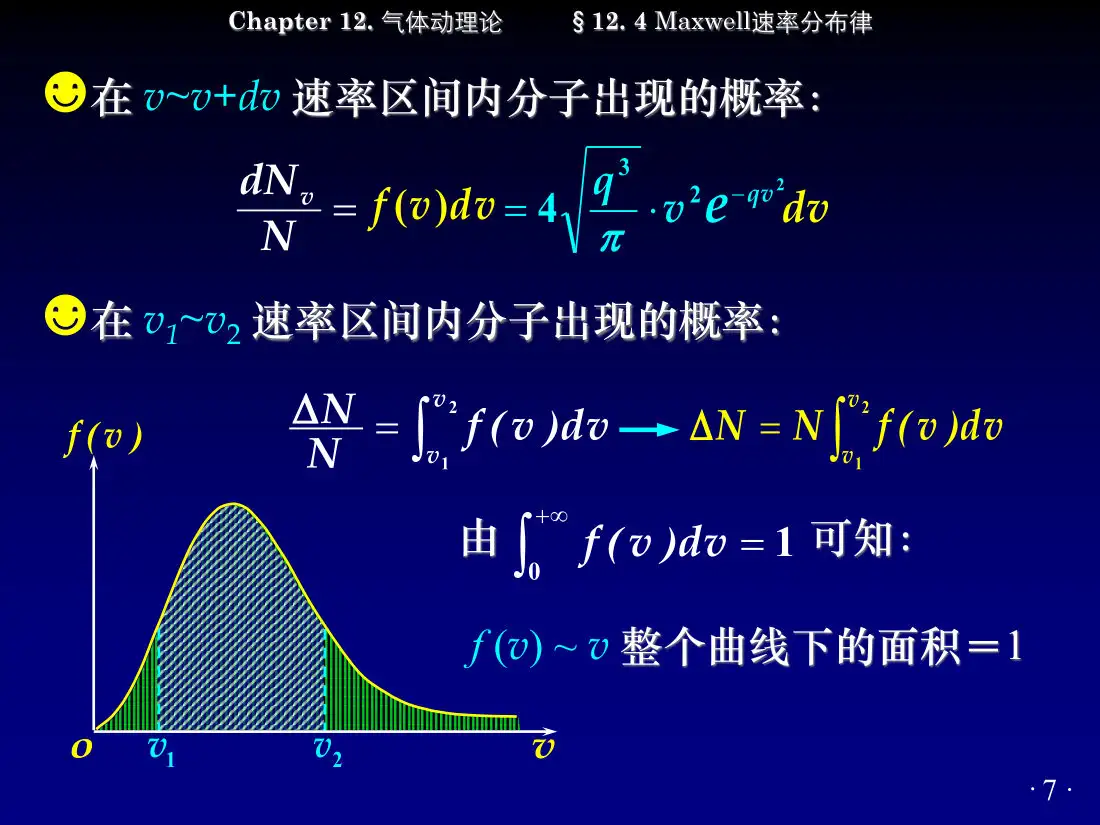 Chapter 12. 气体动理论 §12. 4 Maxwell速率分布律
在 v~v+dv 速率区间内分子出现的概率:
dN_v/N = f(v)dv = 4√(q³/π) · v² e^(-qv²) dv
在 v₁~v₂ 速率区间内分子出现的概率:
ΔN/N = ∫_{v₁}^{v₂} f(v)dv → ΔN = N∫_{v₁}^{v₂} f(v)dv
f(v)
由 ∫_0^{+∞} f(v)dv = 1 可知:
f(v) ~ v 整个曲线下的面积＝1
o v₁ v₂ v
·7·